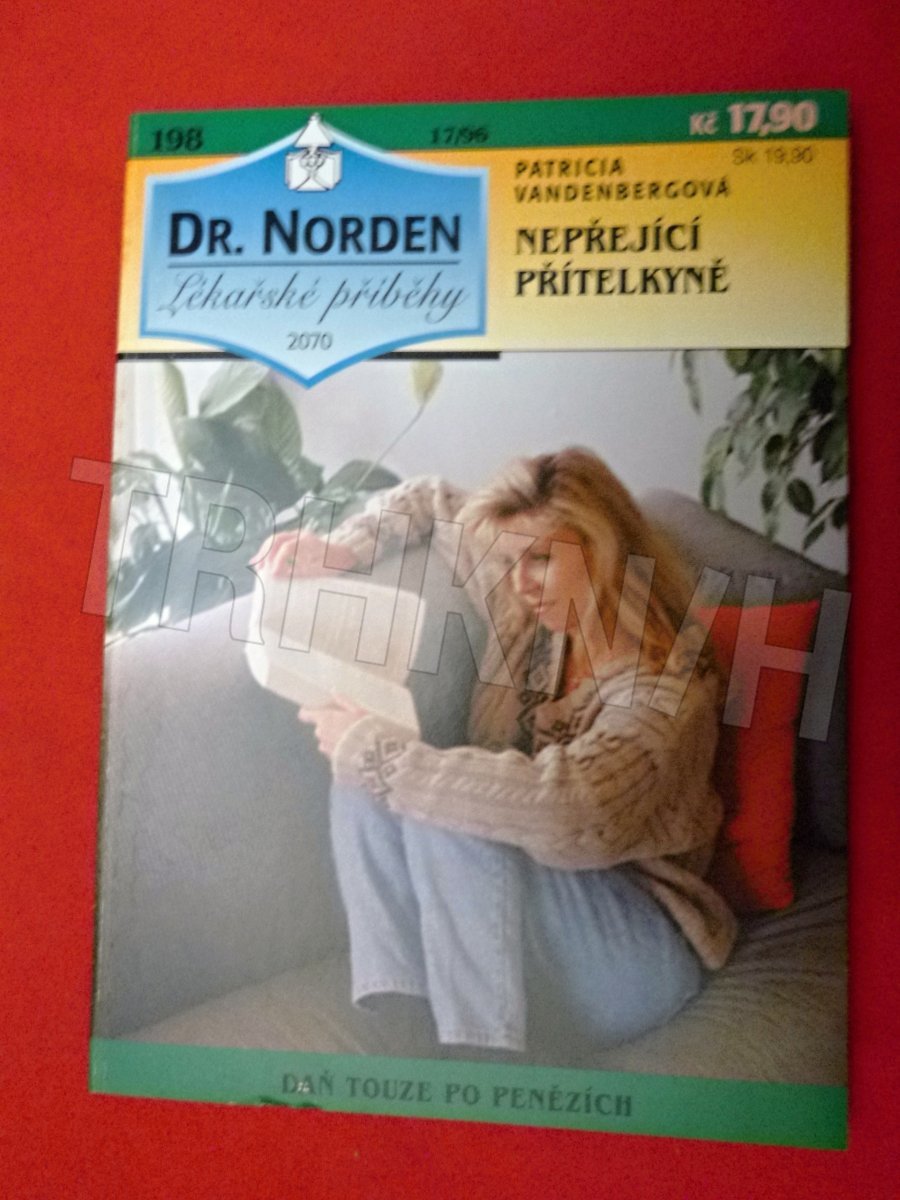 198
17/96
Kč 17,90
Sk 19,90
DR. NORDEN
Lékařské příběhy
2070
PATRICIA
VANDENBERGOVÁ
NEPŘEJÍCÍ
PŘÍTELKYNĚ
TRHKNIH
DAŇ TOUZE PO PENĚZÍCH